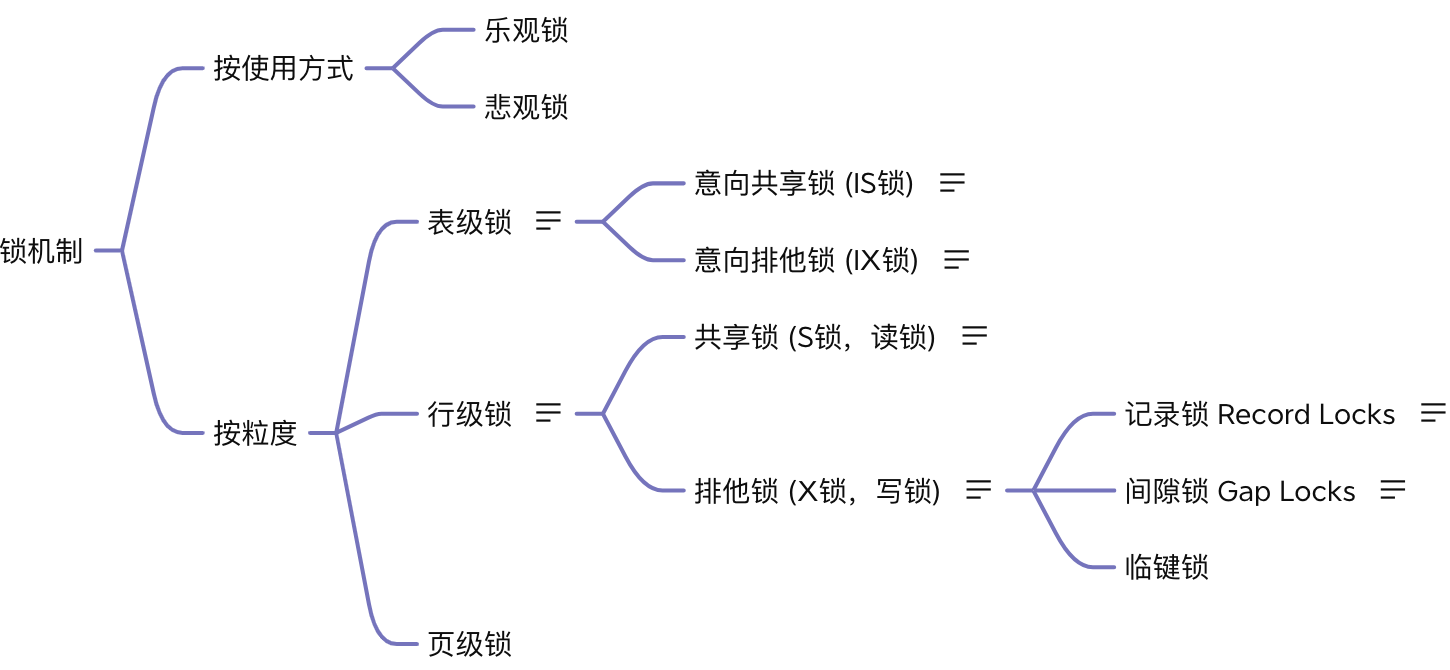 锁机制
按使用方式
乐观锁
悲观锁
按粒度
表级锁
意向共享锁 (IS锁)
意向排他锁 (IX锁)
行级锁
共享锁 (S锁，读锁)
排他锁 (X锁，写锁)
记录锁 Record Locks
间隙锁 Gap Locks
临键锁
页级锁